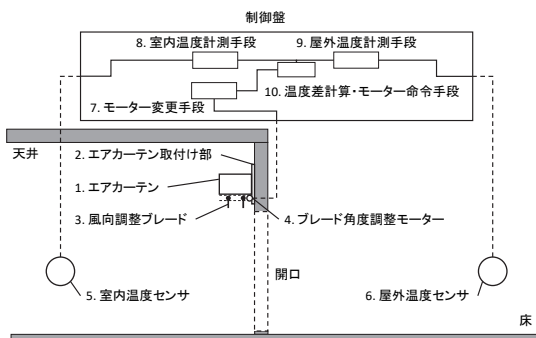 制御盤
8. 室内温度計測手段
9. 屋外温度計測手段
10. 温度差計算・モーター命令手段
7. モーター変更手段
天井
2. エアカーテン取付け部
1. エアカーテン
3. 風向調整ブレード
4. ブレード角度調整モーター
開口
5. 室内温度センサ
6. 屋外温度センサ
床